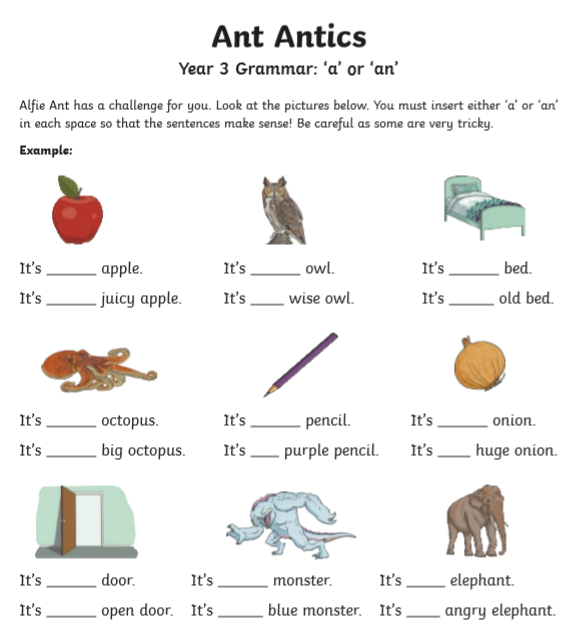 Ant Antics
Year 3 Grammar: ‘a’ or ‘an’
Alfie Ant has a challenge for you. Look at the pictures below. You must insert either ‘a’ or ‘an’
in each space so that the sentences make sense! Be careful as some are very tricky.
Example:
It’s ______ apple. It’s ______ owl. It’s ______ bed.
It’s ______ juicy apple. It’s ____ wise owl. It’s ______ old bed.
It’s ______ octopus. It’s ______ pencil. It’s ______ onion.
It’s ______ big octopus. It’s ____ purple pencil. It’s ____ huge onion.
It’s ______ door. It’s ______ monster. It’s _____ elephant.
It’s ______ open door. It’s ______ blue monster. It’s ____ angry elephant.